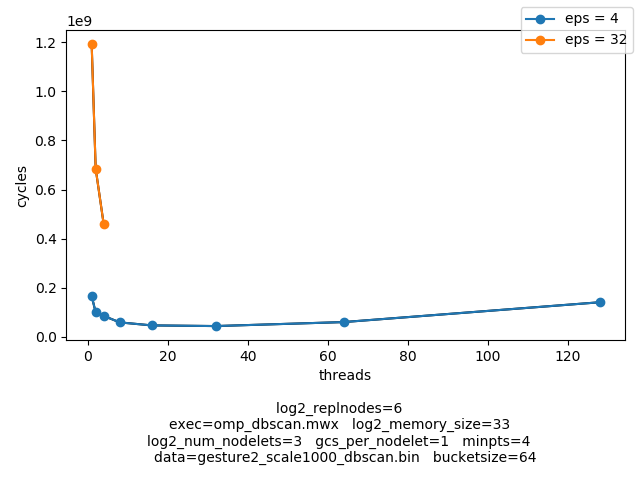 1e9
eps = 4
eps = 32
1.2
1.0
0.8
0.6
0.4
0.2
0.0
cycles
0 20 40 60 80 100 120
threads
log2_replnodes=6
exec=omp_dbscan.mwx log2_memory_size=33
log2_num_nodelets=3 gcs_per_nodelet=1 minpts=4
data=gesture2_scale1000_dbscan.bin bucketsize=64